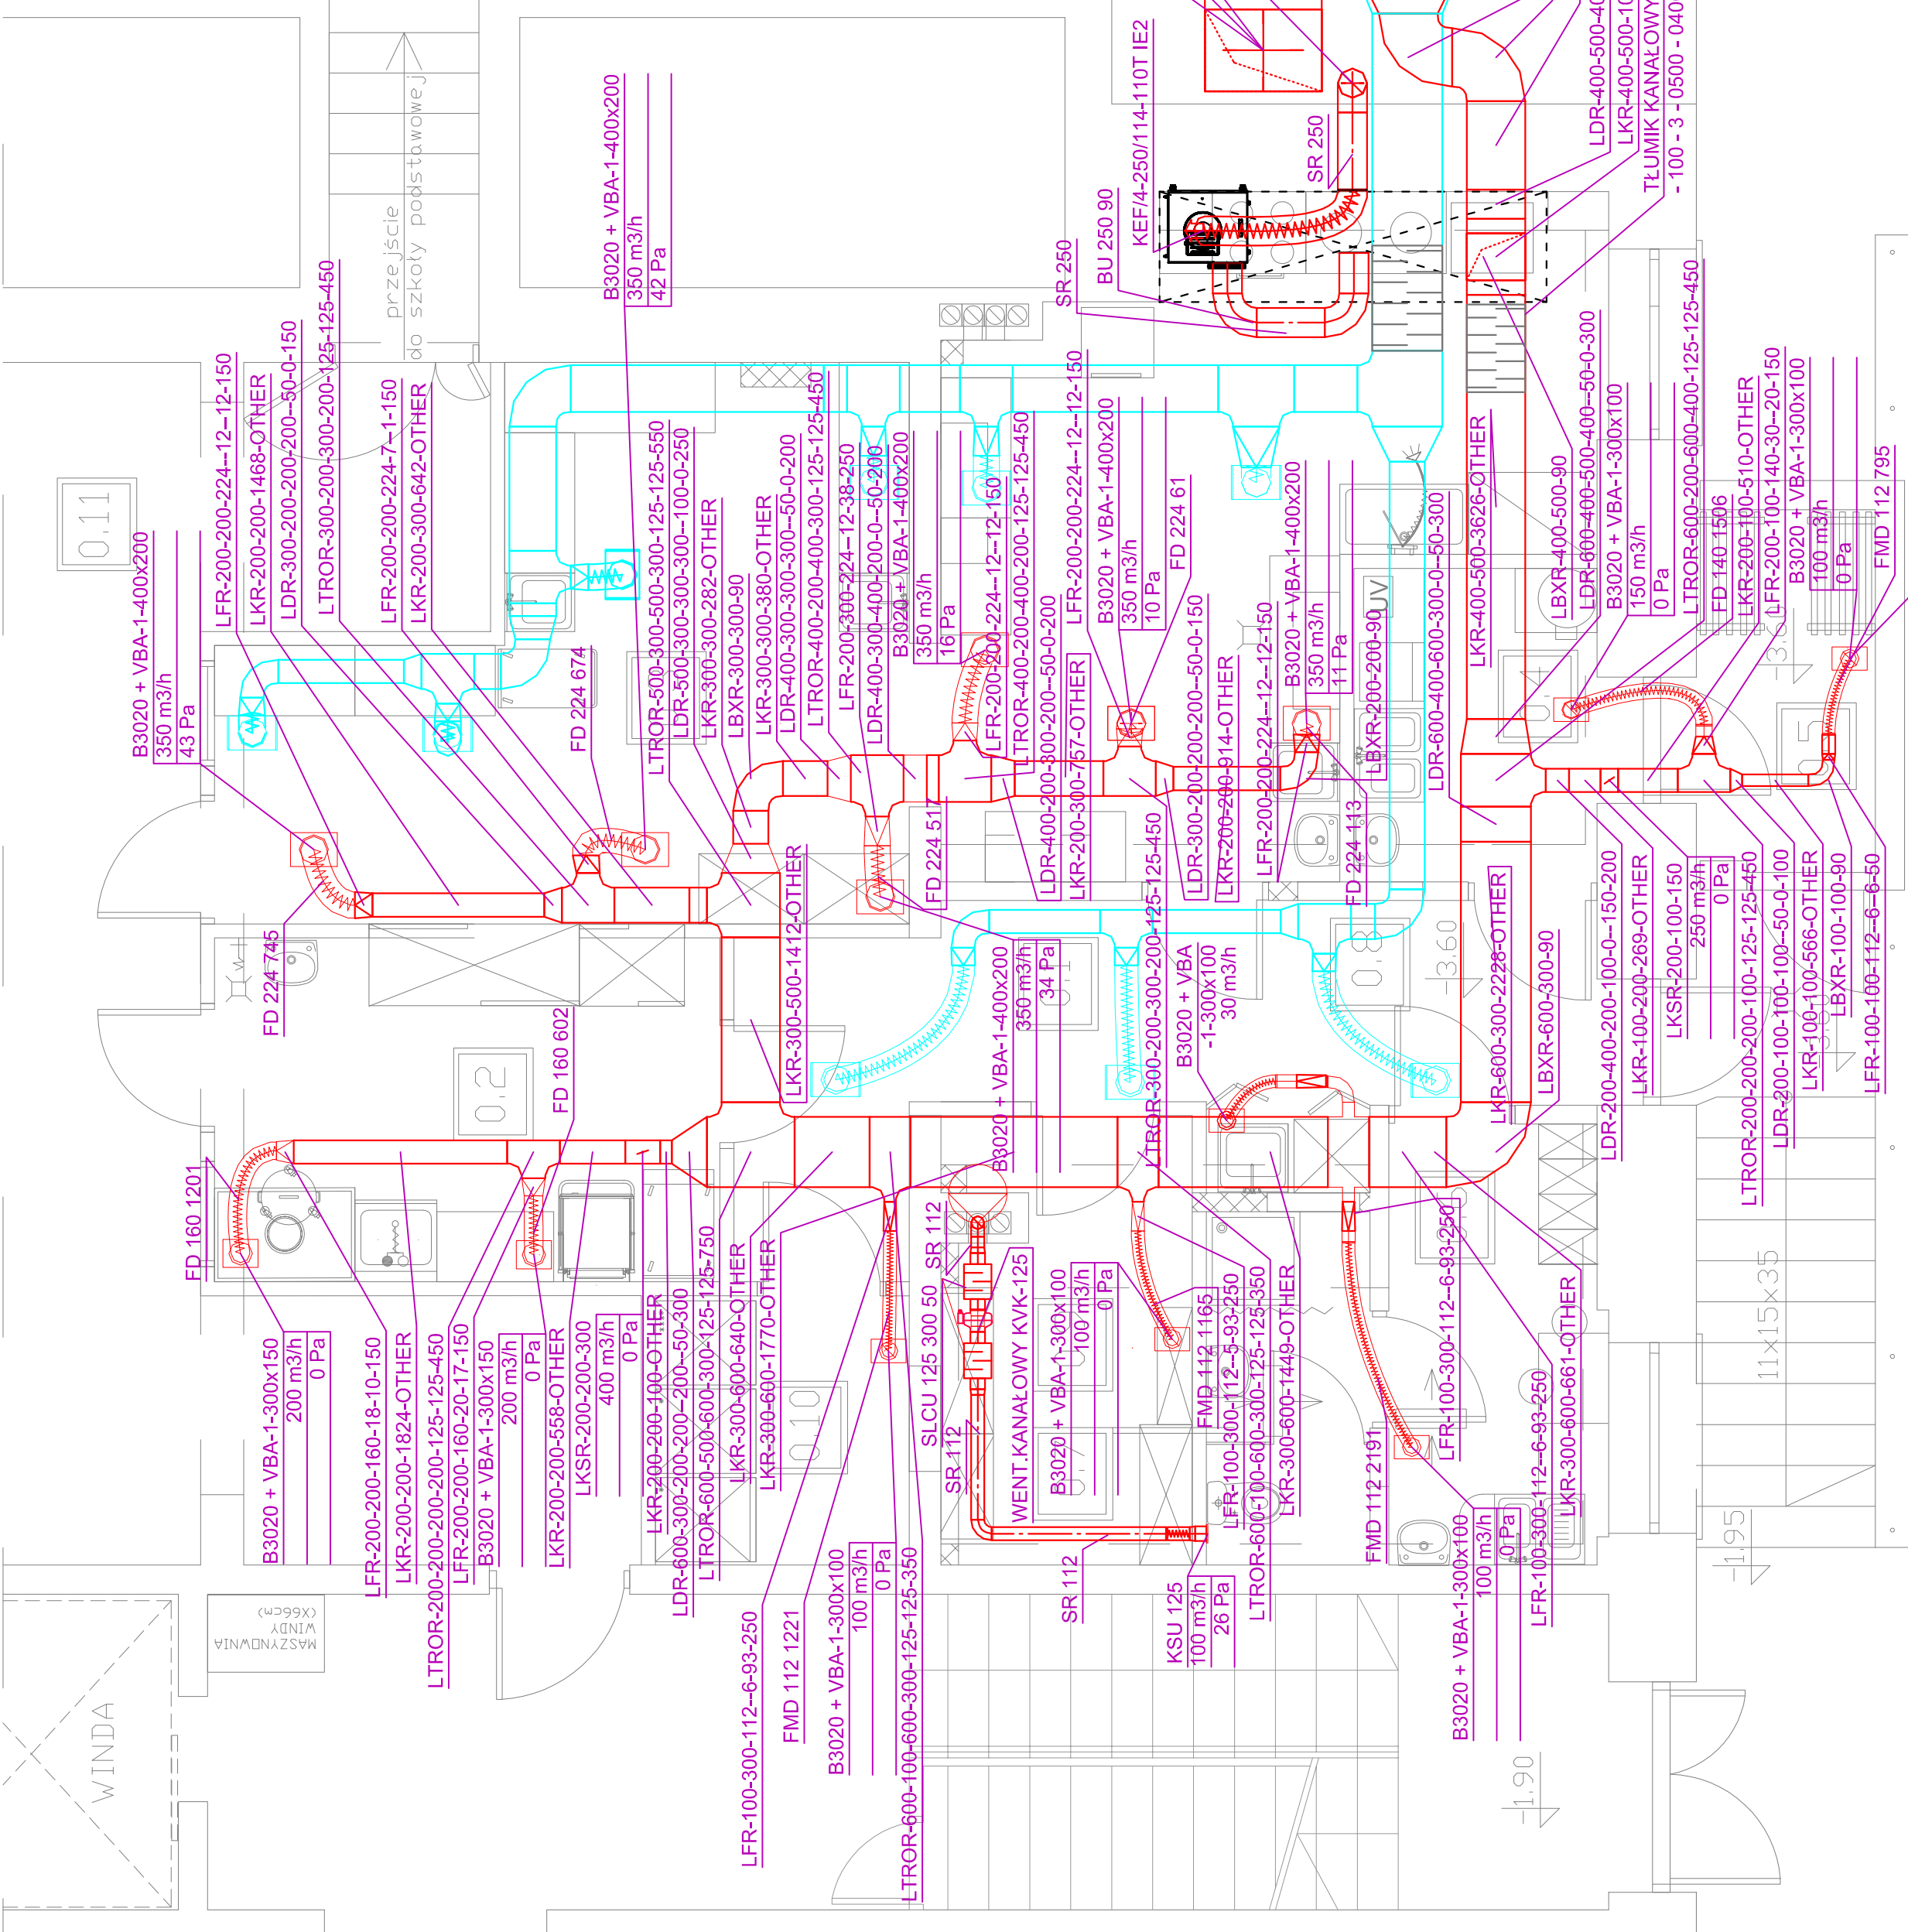 0.11
przejście
do szkoły podstawowej
B3020 + VBA-1-400x200
350 m3/h
43 Pa
LFR-200-200-224--12--150
LKR-200-200-1468-OTHER
LDR-300-200-200-200--50-0-150
LTROR-300-200-300-200-125-125-450
LFR-200-200-224-7--1-150
LKR-200-300-642-OTHER
B3020 + VBA-1-400x200
350 m3/h
42 Pa
FD 224 674
LTROR-500-300-500-300-125-125-550
LDR-500-300-300-300--100-0-250
LKR-300-300-282-OTHER
LBXR-300-300-90
LKR-300-300-380-OTHER
LDR-400-300-300-300--50-0-200
LTROR-400-200-400-300-125-125-450
LFR-200-300-224--12-38-250
LDR-400-300-400-200-0--50-200
B3020 + VBA-1-400x200
350 m3/h
16 Pa
LFR-200-200-224--12--12-150
LTROR-400-200-400-200-125-125-450
FD 224 517
LDR-400-200-300-200--50-0-200
LKR-200-300-757-OTHER
LFR-200-200-224--12--12-150
B3020 + VBA-1-400x200
350 m3/h
10 Pa
FD 224 61
LTROR-300-200-300-200-125-125-450
LDR-300-200-200-200--50-0-150
LKR-200-200-914-OTHER
LFR-200-200-224--12--12-150
B3020 + VBA-1-400x200
350 m3/h
11 Pa
FD 224 113
LBXR-200-200-90
UV
SR 250
BU 250 90
KEF/4-250/114-110T IE2
SR 250
LDR-400-500-40
LKR-400-500-10
TŁUMIK KANAŁOWY
- 100 - 3 - 0500 - 040
LDR-600-400-600-300-0--50-300
LKR-400-500-3626-OTHER
LBXR-400-500-90
LDR-600-400-500-400--50-0-300
B3020 + VBA-1-300x100
150 m3/h
0 Pa
LTROR-600-200-600-400-125-125-450
FD 140 1506
LKR-200-100-510-OTHER
LFR-200-100-140-30--20-150
B3020 + VBA-1-300x100
100 m3/h
0 Pa
FMD 112 795
FD 224 745
0.2
FD 160 602
LKR-300-500-1412-OTHER
B3020 + VBA-1-400x200
350 m3/h
34 Pa
B3020 + VBA
-1-300x100
30 m3/h
0.8
-3.60
LKR-600-300-2228-OTHER
LBXR-600-300-90
LDR-200-400-200-100-0--150-200
LKR-100-200-269-OTHER
LKSR-200-100-150
250 m3/h
0 Pa
LTROR-200-100-200-100-125-125-450
LDR-200-100-100-100--50-0-100
LKR-100-100-566-OTHER
LBXR-100-100-90
LFR-100-100-112--6--6-50
FD 160 1201
B3020 + VBA-1-300x150
200 m3/h
0 Pa
LFR-200-200-160-18-10-150
LKR-200-200-1824-OTHER
LTROR-200-200-200-200-125-125-450
LFR-200-200-160-20-17-150
B3020 + VBA-1-300x150
200 m3/h
0 Pa
LKR-200-200-558-OTHER
LKSR-200-200-300
400 m3/h
0 Pa
LKR-200-200-100-OTHER
LDR-600-300-200-200--200--50-300
LTROR-600-500-600-300-125-125-750
LKR-300-600-640-OTHER
LKR-300-600-1770-OTHER
0.10
LFR-100-300-112--6-93-250
FMD 112 1221
B3020 + VBA-1-300x100
100 m3/h
0 Pa
LTROR-600-100-600-300-125-125-350
SLCU 125 300 50
SR 112
SR 112
WENT.KANAŁOWY KVK-125
B3020 + VBA-1-300x100
100 m3/h
0 Pa
SR 112
KSU 125
100 m3/h
26 Pa
FMD 112 1165
LFR-100-300-112--5-93-250
LTROR-600-100-600-300-125-125-350
LKR-300-600-1449-OTHER
FMD 112 2191
LFR-100-300-112--6-93-250
B3020 + VBA-1-300x100
100 m3/h
0 Pa
LFR-100-300-112--6-93-250
LKR-300-600-661-OTHER
11x15x35
-1.95
-1.90
WINDA
MASZYNOWNIA
WINDY
(X66cm)